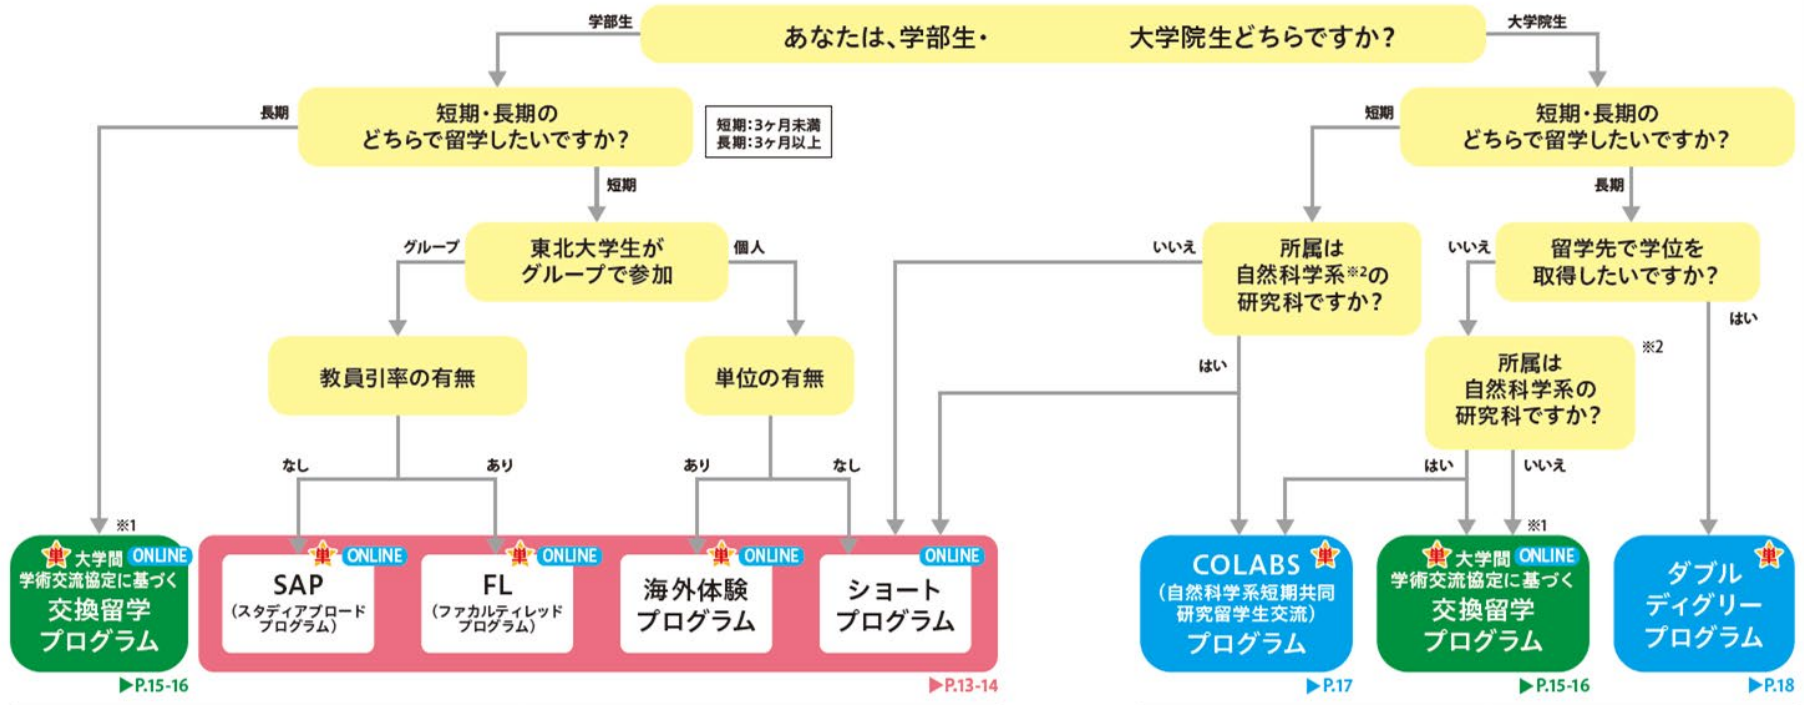 学部生
あなたは、学部生・ 大学院生どちらですか？
大学院生
長期
短期・長期の
どちらで留学したいですか？
短期：3ヶ月未満
長期：3ヶ月以上
短期
短期・長期の
どちらで留学したいですか？
短期
長期
グループ
東北大学生が
グループで参加
個人
いいえ
所属は
自然科学系※2の
研究科ですか？
いいえ
留学先で学位を
取得したいですか？
はい
教員引率の有無
単位の有無
はい
所属は
自然科学系の
研究科ですか？
※2
なし
あり
あり
なし
はい
いいえ
※1
単 大学間 ONLINE
学術交流協定に基づく
交換留学
プログラム
▶P.15-16
単 ONLINE
SAP
（スタディアブロード
プログラム）
単 ONLINE
FL
（ファカルティレッド
プログラム）
単 ONLINE
海外体験
プログラム
ONLINE
ショート
プログラム
▶P.13-14
COLABS 単
（自然科学系短期共同
研究留学生交流）
プログラム
▶P.17
※1
単 大学間 ONLINE
学術交流協定に基づく
交換留学
プログラム
▶P.15-16
単
ダブル
ディグリー
プログラム
▶P.18